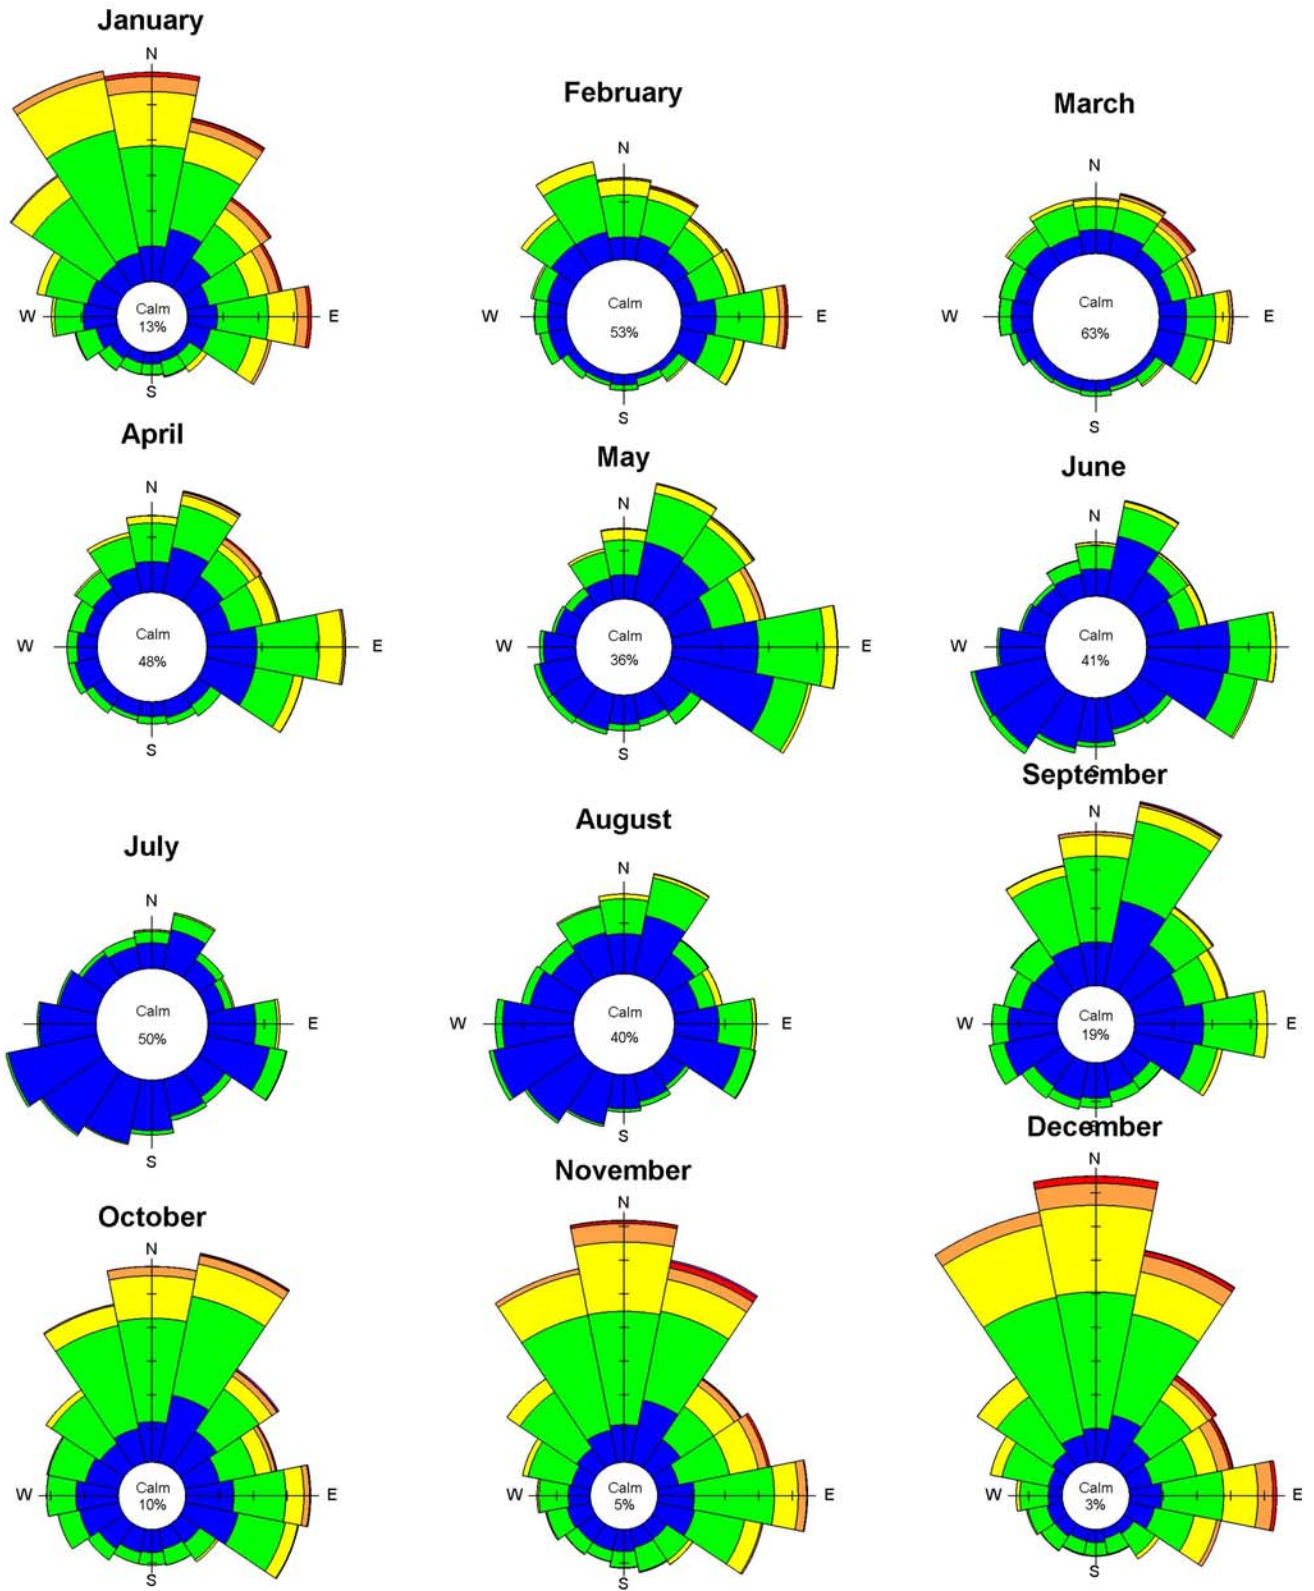 January
N
W
Calm
13%
E
S
February
N
W
Calm
53%
E
S
March
N
W
Calm
63%
E
S
April
N
W
Calm
48%
E
S
May
N
W
Calm
36%
E
S
June
N
W
Calm
41%
S
July
N
Calm
50%
E
S
August
N
W
Calm
40%
E
S
September
N
W
Calm
19%
E
S
October
N
W
Calm
10%
E
S
November
N
W
Calm
5%
E
S
December
N
W
Calm
3%
E
S